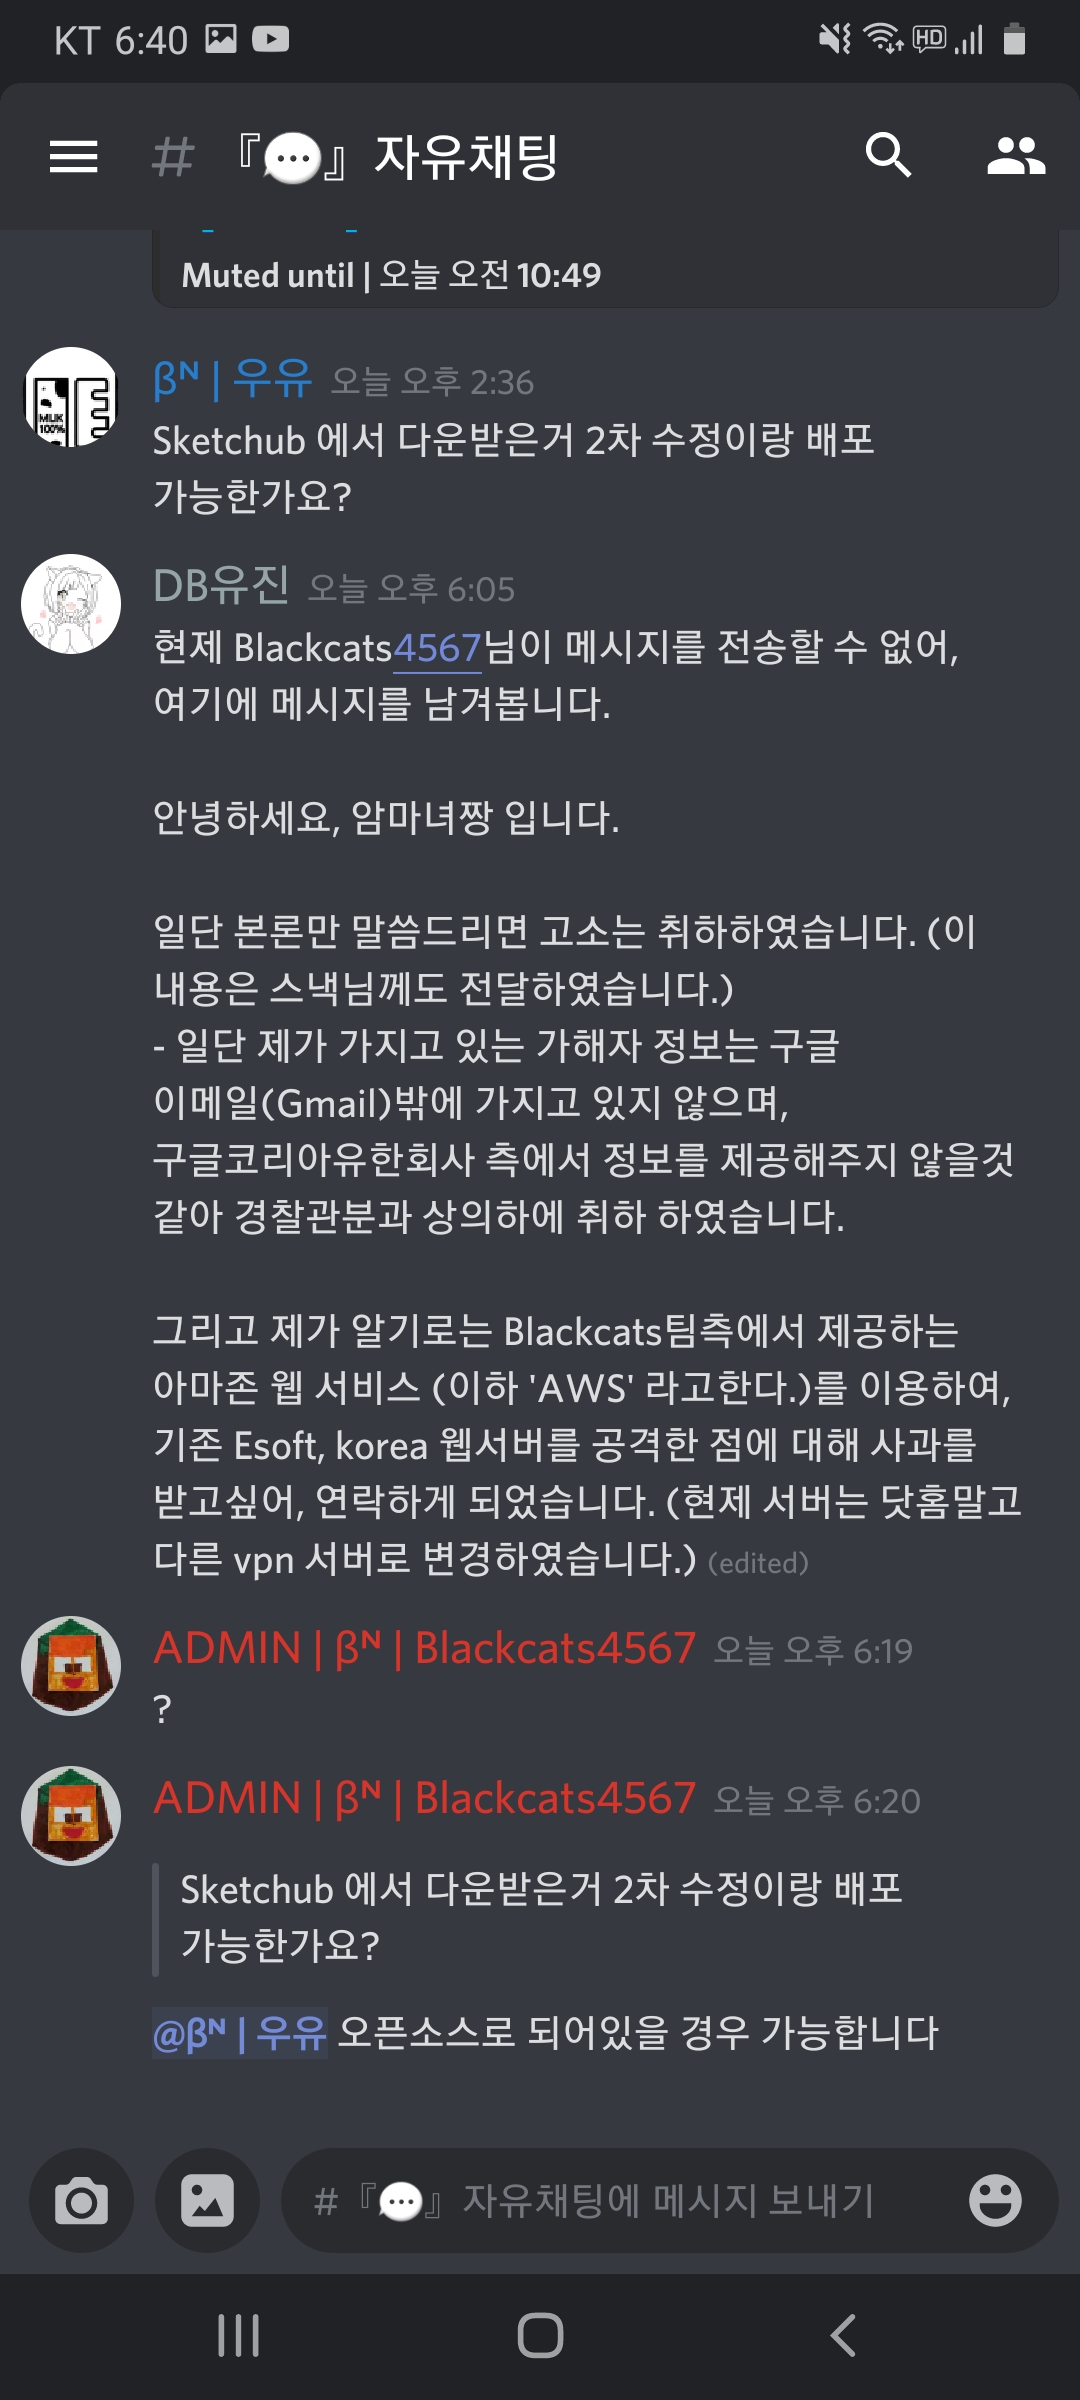 KT 6:40
HD
# 『💬』자유채팅
Muted until | 오늘 오전 10:49
MILK
100%
βᴺ | 우유 오늘 오후 2:36
Sketchub 에서 다운받은거 2차 수정이랑 배포
가능한가요?
DB유진 오늘 오후 6:05
현제 Blackcats4567님이 메시지를 전송할 수 없어,
여기에 메시지를 남겨봅니다.
안녕하세요, 암마녀짱 입니다.
일단 본론만 말씀드리면 고소는 취하하였습니다. (이
내용은 스낵님께도 전달하였습니다.)
- 일단 제가 가지고 있는 가해자 정보는 구글
이메일(Gmail)밖에 가지고 있지 않으며,
구글코리아유한회사 측에서 정보를 제공해주지 않을것
같아 경찰관분과 상의하에 취하 하였습니다.
그리고 제가 알기로는 Blackcats팀측에서 제공하는
아마존 웹 서비스 (이하 'AWS' 라고한다.)를 이용하여,
기존 Esoft, korea 웹서버를 공격한 점에 대해 사과를
받고싶어, 연락하게 되었습니다. (현제 서버는 닷홈말고
다른 vpn 서버로 변경하였습니다.) (edited)
ADMIN | βᴺ | Blackcats4567 오늘 오후 6:19
?
ADMIN | βᴺ | Blackcats4567 오늘 오후 6:20
Sketchub 에서 다운받은거 2차 수정이랑 배포
가능한가요?
@βᴺ | 우유 오픈소스로 되어있을 경우 가능합니다
#『💬』자유채팅에 메시지 보내기